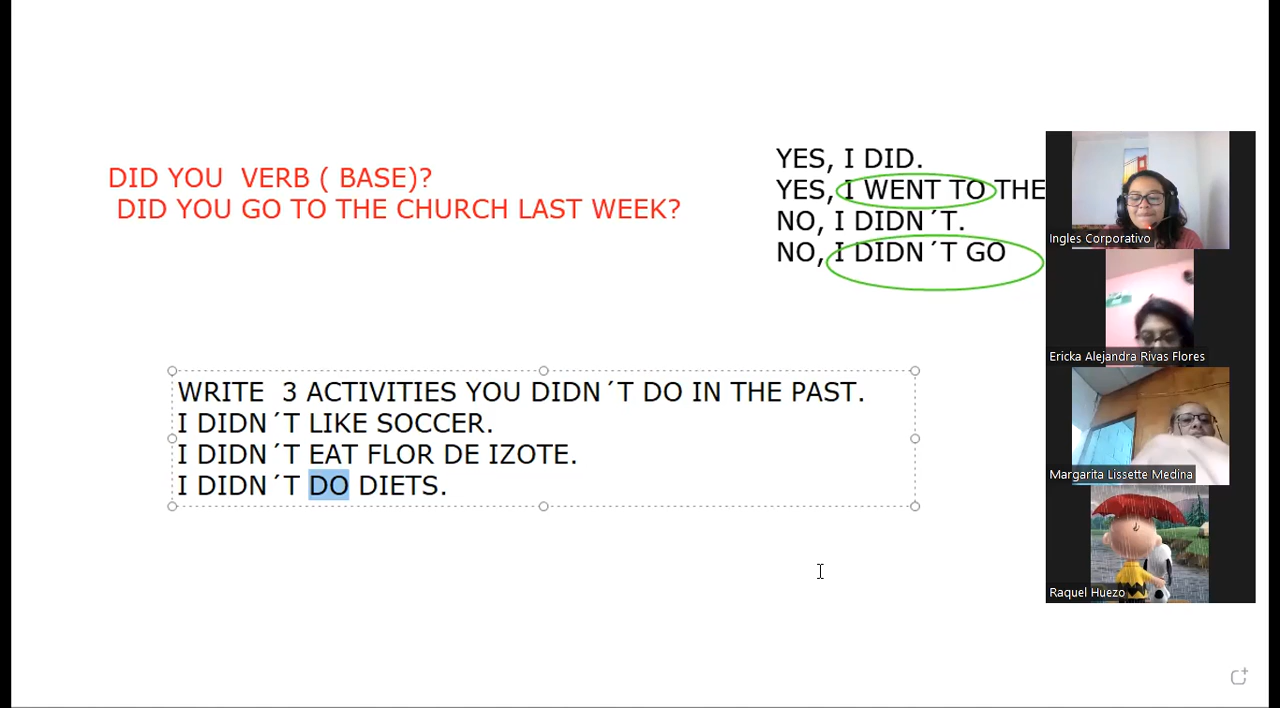 DID YOU  VERB ( BASE)?
DID YOU GO TO THE CHURCH LAST WEEK?
YES, I DID.
YES, I WENT TO THE
NO, I DIDN´T.
NO, I DIDN´T GO
WRITE  3 ACTIVITIES YOU DIDN´T DO IN THE PAST.
I DIDN´T LIKE SOCCER.
I DIDN´T EAT FLOR DE IZOTE.
I DIDN´T DO DIETS.
Ingles Corporativo
Ericka Alejandra Rivas Flores
Margarita Lissette Medina
Raquel Huezo